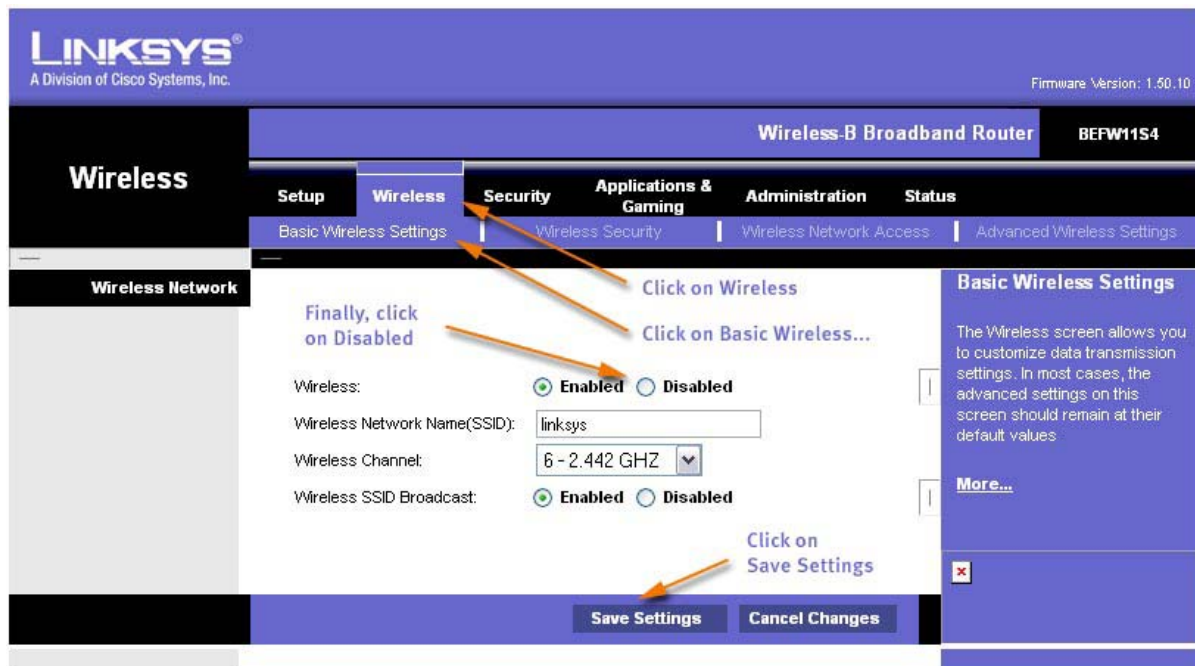 LINKSYS®
A Division of Cisco Systems, Inc.
Firmware Version: 1.50.10
Wireless-B Broadband Router
BEFW11S4
Wireless
Setup
Wireless
Security
Applications &
Gaming
Administration
Status
Basic Wireless Settings
Wireless Security
Wireless Network Access
Advanced Wireless Settings
Wireless Network
Click on Wireless
Finally, click
on Disabled
Click on Basic Wireless...
Wireless:
Enabled
Disabled
Wireless Network Name(SSID):
linksys
Wireless Channel:
6 - 2.442 GHZ
Wireless SSID Broadcast:
Enabled
Disabled
Click on
Save Settings
Save Settings
Cancel Changes
Basic Wireless Settings
The Wireless screen allows you
to customize data transmission
settings. In most cases, the
advanced settings on this
screen should remain at their
default values
More...